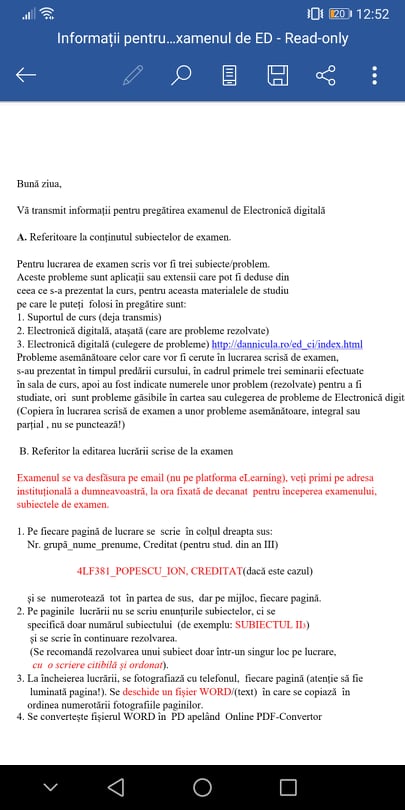 20
12:52
Informații pentru...xamenul de ED - Read-only
Bună ziua,
Vă transmit informații pentru pregătirea examenul de Electronică digitală
A. Referitoare la conținutul subiectelor de examen.
Pentru lucrarea de examen scris vor fi trei subiecte/problem.
Aceste probleme sunt aplicații sau extensii care pot fi deduse din
ceea ce s-a prezentat la curs, pentru aceasta materialele de studiu
pe care le puteți folosi în pregătire sunt:
1. Suportul de curs (deja transmis)
2. Electronică digitală, atașată (care are probleme rezolvate)
3. Electronică digitală (culegere de probleme) http://dannicula.ro/ed_ci/index.html
Probleme asemănătoare celor care vor fi cerute în lucrarea scrisă de examen,
s-au prezentat în timpul predării cursului, în cadrul primele trei seminarii efectuate
în sala de curs, apoi au fost indicate numerele unor problem (rezolvate) pentru a fi
studiate, ori sunt probleme găsibile în cartea sau culegerea de probleme de Electronică digit
(Copiera în lucrarea scrisă de examen a unor probleme asemănătoare, integral sau
parțial , nu se punctează!)
B. Referitor la editarea lucrării scrise de la examen
Examenul se va desfăsura pe email (nu pe platforma eLearning), veți primi pe adresa
instituțională a dumneavoastră, la ora fixată de decanat pentru începerea examenului,
subiectele de examen.
1. Pe fiecare pagină de lucrare se scrie în colțul dreapta sus:
Nr. grupă_nume_prenume, Creditat (pentru stud. din an III)
4LF381_POPESCU_ION, CREDITAT(dacă este cazul)
și se numerotează tot în partea de sus, dar pe mijloc, fiecare pagină.
2. Pe paginile lucrării nu se scriu enunțurile subiectelor, ci se
specifică doar numărul subiectului (de exemplu: SUBIECTUL II3)
și se scrie în continuare rezolvarea.
(Se recomandă rezolvarea unui subiect doar într-un singur loc pe lucrare,
cu o scriere citibilă și ordonat).
3. La încheierea lucrării, se fotografiază cu telefonul, fiecare pagină (atenție să fie
luminată pagina!). Se deschide un fișier WORD/(text) în care se copiază în
ordinea numerotării fotografiile paginilor.
4. Se convertește fișierul WORD în PD apelând Online PDF-Convertor